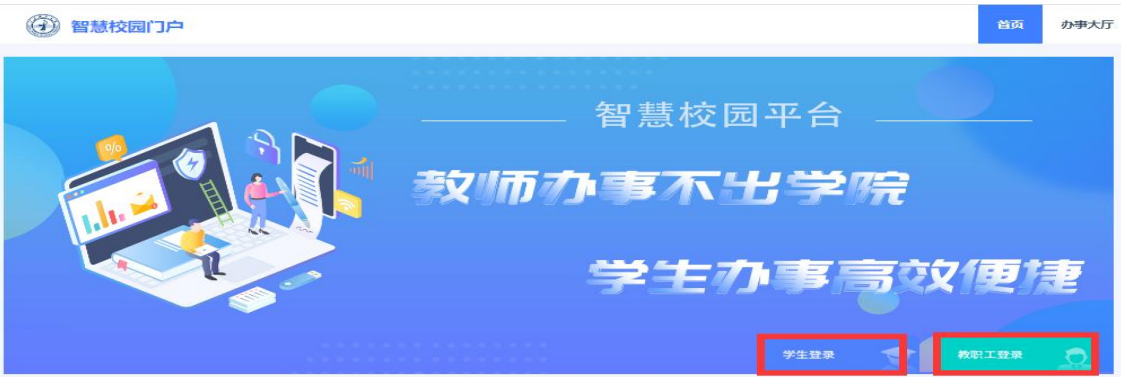 智慧校园门户
首页
办事大厅
智慧校园平台
%
教师办事不出学院
学生办事高效便捷
学生登录
教职工登录